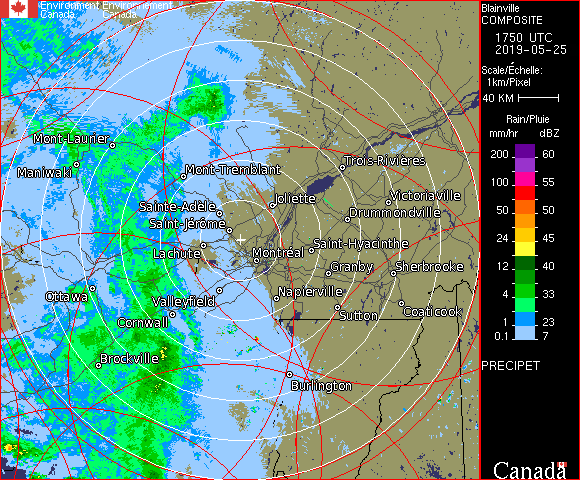 Environment Environnement
Canada Canada
Blainville
COMPOSITE
1750 UTC
2019-05-25
Scale/Échelle:
1km/Pixel
40 KM
Rain/Pluie
mm/hr dBZ
200 60
100 55
50 50
24 45
12 40
4 33
1 23
0.1 7
PRECIPET
Mont-Laurier
Maniwaki
Mont-Tremblant
Trois-Rivières
Sainte-Adèle
Joliette
Victoriaville
Saint-Jérôme
Drummondville
Lachute
Montréal
Saint-Hyacinthe
Granby
Sherbrooke
Ottawa
Valleyfield
Napierville
Cornwall
Sutton
Coaticook
Brockville
Burlington
Canada